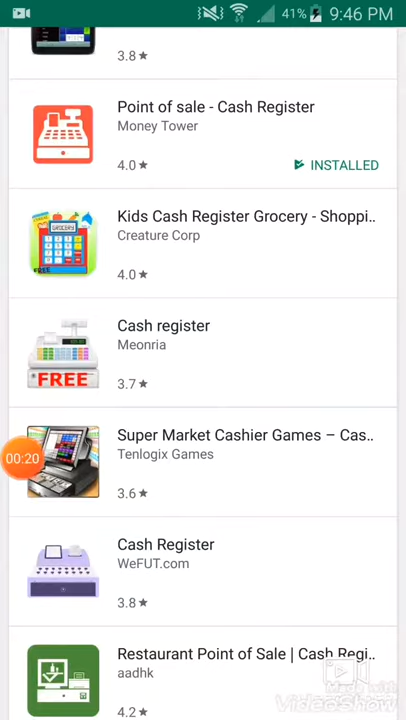 41% 9:46 PM
3.8★
Point of sale - Cash Register
Money Tower
4.0★
INSTALLED
Kids Cash Register Grocery - Shoppi..
Creature Corp
FREE
4.0★
Cash register
Meonria
FREE
3.7★
Super Market Cashier Games – Cas..
Tenlogix Games
00:20
3.6★
Cash Register
WeFUT.com
3.8★
Restaurant Point of Sale | Cash Regi..
aadhk
Made with
VideoShow
4.2★